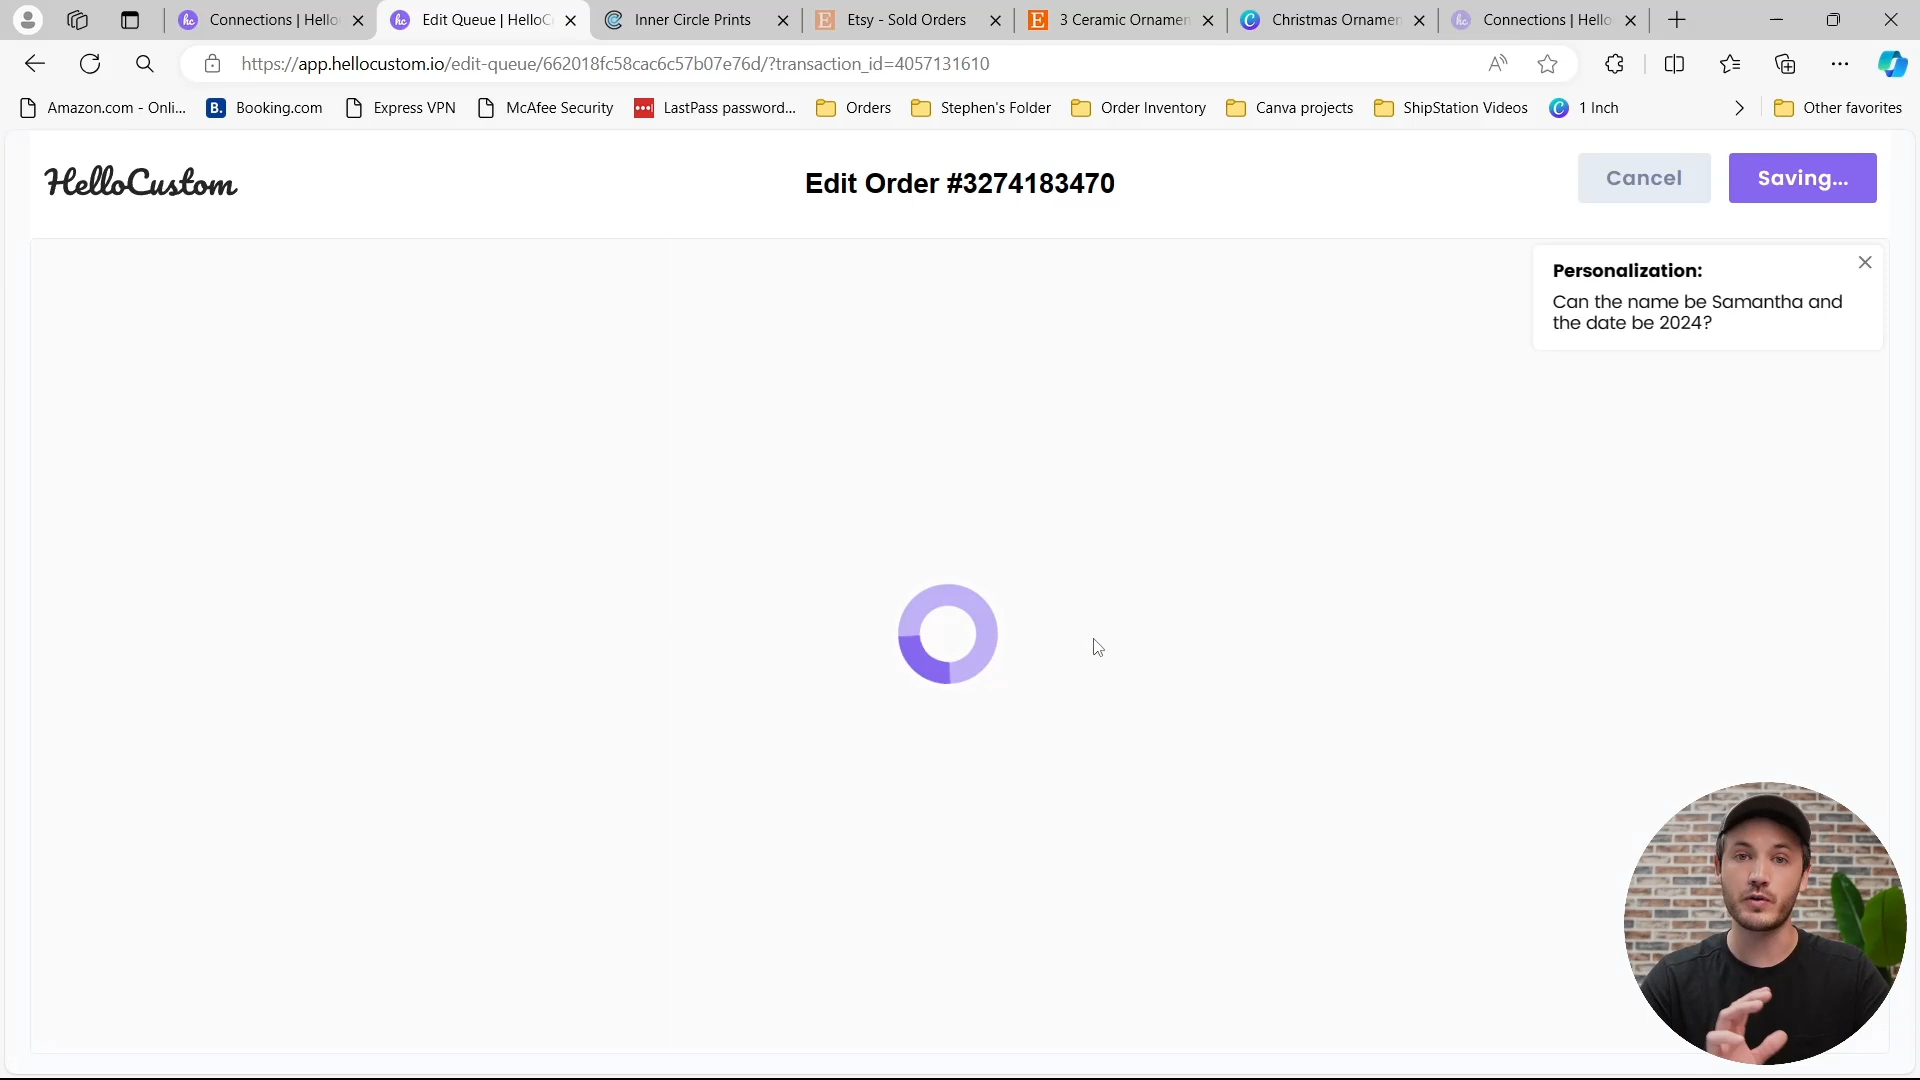 Connections | Hello
Edit Queue | HelloC
Inner Circle Prints
Etsy - Sold Orders
3 Ceramic Ornamen
Christmas Ornamen
Connections | Hello
https://app.hellocustom.io/edit-queue/662018fc58cac6c57b07e76d/?transaction_id=4057131610
Amazon.com - Onli...
Booking.com
Express VPN
McAfee Security
LastPass password...
Orders
Stephen's Folder
Order Inventory
Canva projects
ShipStation Videos
1 Inch
Other favorites
HelloCustom
Edit Order #3274183470
Cancel
Saving...
Personalization:
Can the name be Samantha and
the date be 2024?